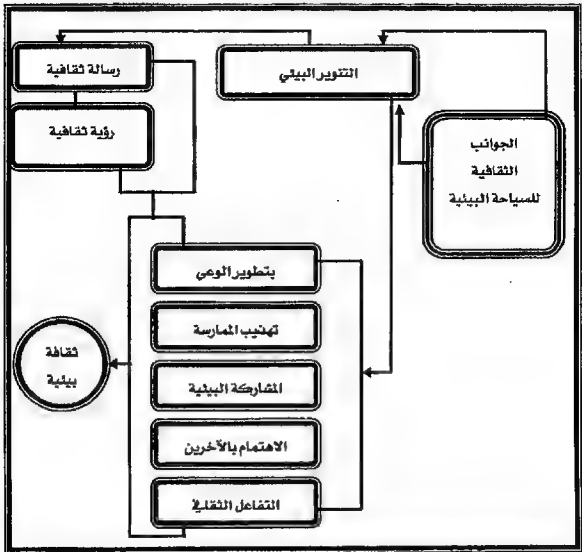 رسالة ثقافية
التنوير البيئي
رؤية ثقافية
الجوانب
الثقافية
للسياحة البيئية
بتطوير الوعي
تهذيب الممارسة
ثقافة
بيئية
المشاركة البيئية
الاهتمام بالآخرين
التفاعل الثقافي